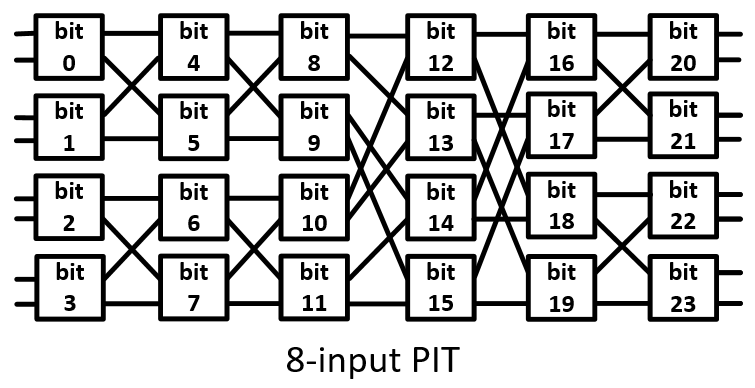 bit bit bit bit bit bit
0 4 8 12 16 20
bit bit bit bit bit bit
1 5 9 13 17 21
bit bit bit bit bit bit
2 6 10 14 18 22
bit bit bit bit bit bit
3 7 11 15 19 23
8-input PIT